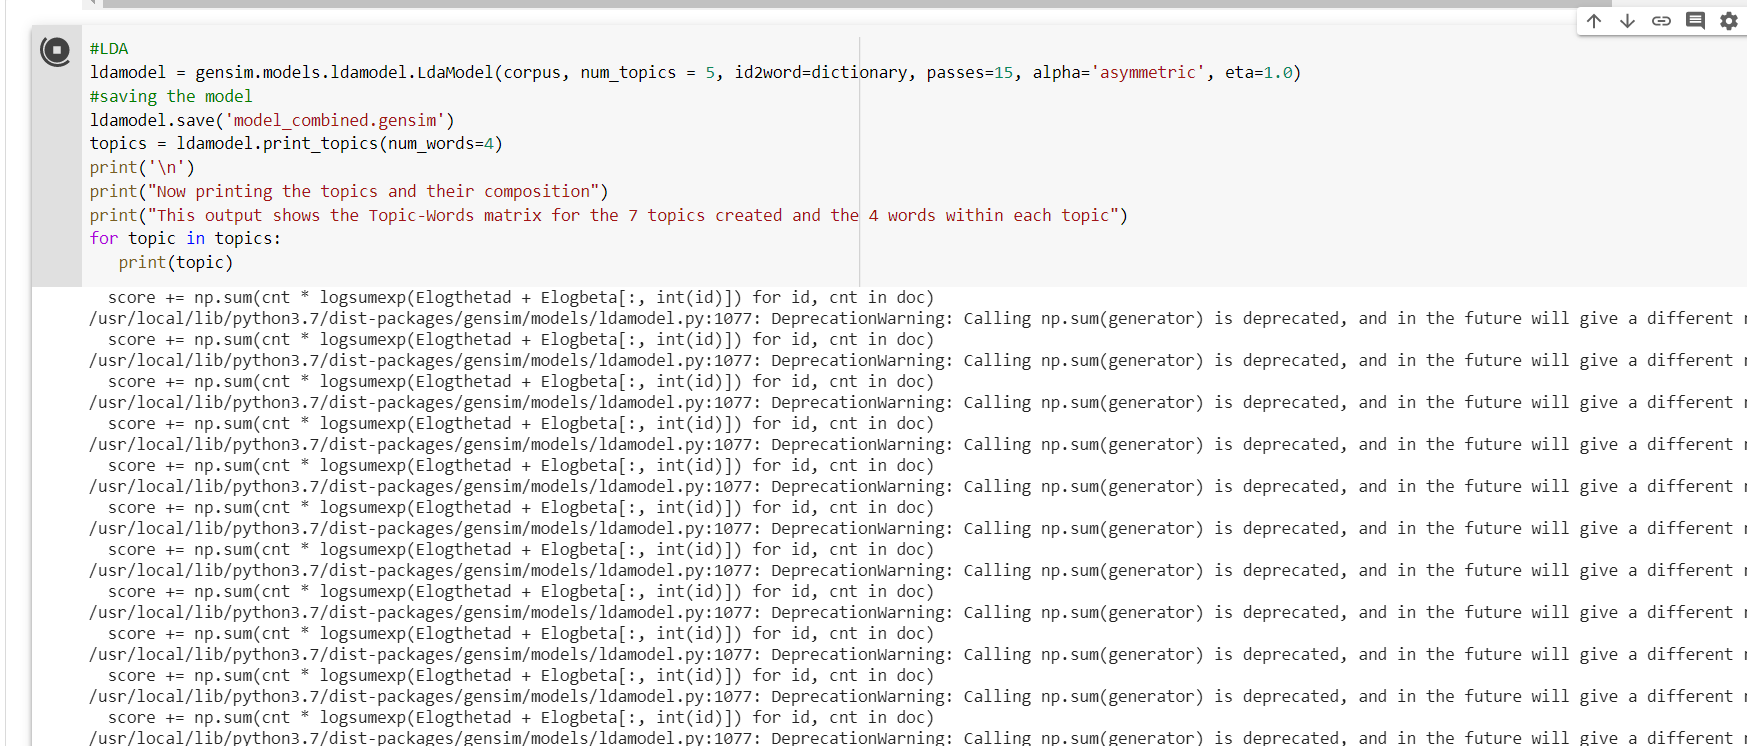 #LDA
ldamodel = gensim.models.ldamodel.LdaModel(corpus, num_topics = 5, id2word=dictionary, passes=15, alpha='asymmetric', eta=1.0)
#saving the model
ldamodel.save('model_combined.gensim')
topics = ldamodel.print_topics(num_words=4)
print('\n')
print("Now printing the topics and their composition")
print("This output shows the Topic-Words matrix for the 7 topics created and the 4 words within each topic")
for topic in topics:
   print(topic)
  score += np.sum(cnt * logsumexp(Elogthetad + Elogbeta[:, int(id)]) for id, cnt in doc)
/usr/local/lib/python3.7/dist-packages/gensim/models/ldamodel.py:1077: DeprecationWarning: Calling np.sum(generator) is deprecated, and in the future will give a different
  score += np.sum(cnt * logsumexp(Elogthetad + Elogbeta[:, int(id)]) for id, cnt in doc)
/usr/local/lib/python3.7/dist-packages/gensim/models/ldamodel.py:1077: DeprecationWarning: Calling np.sum(generator) is deprecated, and in the future will give a different
  score += np.sum(cnt * logsumexp(Elogthetad + Elogbeta[:, int(id)]) for id, cnt in doc)
/usr/local/lib/python3.7/dist-packages/gensim/models/ldamodel.py:1077: DeprecationWarning: Calling np.sum(generator) is deprecated, and in the future will give a different
  score += np.sum(cnt * logsumexp(Elogthetad + Elogbeta[:, int(id)]) for id, cnt in doc)
/usr/local/lib/python3.7/dist-packages/gensim/models/ldamodel.py:1077: DeprecationWarning: Calling np.sum(generator) is deprecated, and in the future will give a different
  score += np.sum(cnt * logsumexp(Elogthetad + Elogbeta[:, int(id)]) for id, cnt in doc)
/usr/local/lib/python3.7/dist-packages/gensim/models/ldamodel.py:1077: DeprecationWarning: Calling np.sum(generator) is deprecated, and in the future will give a different
  score += np.sum(cnt * logsumexp(Elogthetad + Elogbeta[:, int(id)]) for id, cnt in doc)
/usr/local/lib/python3.7/dist-packages/gensim/models/ldamodel.py:1077: DeprecationWarning: Calling np.sum(generator) is deprecated, and in the future will give a different
  score += np.sum(cnt * logsumexp(Elogthetad + Elogbeta[:, int(id)]) for id, cnt in doc)
/usr/local/lib/python3.7/dist-packages/gensim/models/ldamodel.py:1077: DeprecationWarning: Calling np.sum(generator) is deprecated, and in the future will give a different
  score += np.sum(cnt * logsumexp(Elogthetad + Elogbeta[:, int(id)]) for id, cnt in doc)
/usr/local/lib/python3.7/dist-packages/gensim/models/ldamodel.py:1077: DeprecationWarning: Calling np.sum(generator) is deprecated, and in the future will give a different
  score += np.sum(cnt * logsumexp(Elogthetad + Elogbeta[:, int(id)]) for id, cnt in doc)
/usr/local/lib/python3.7/dist-packages/gensim/models/ldamodel.py:1077: DeprecationWarning: Calling np.sum(generator) is deprecated, and in the future will give a different
  score += np.sum(cnt * logsumexp(Elogthetad + Elogbeta[:, int(id)]) for id, cnt in doc)
/usr/local/lib/python3.7/dist-packages/gensim/models/ldamodel.py:1077: DeprecationWarning: Calling np.sum(generator) is deprecated, and in the future will give a different
  score += np.sum(cnt * logsumexp(Elogthetad + Elogbeta[:, int(id)]) for id, cnt in doc)
/usr/local/lib/python3.7/dist-packages/gensim/models/ldamodel.py:1077: DeprecationWarning: Calling np.sum(generator) is deprecated, and in the future will give a different